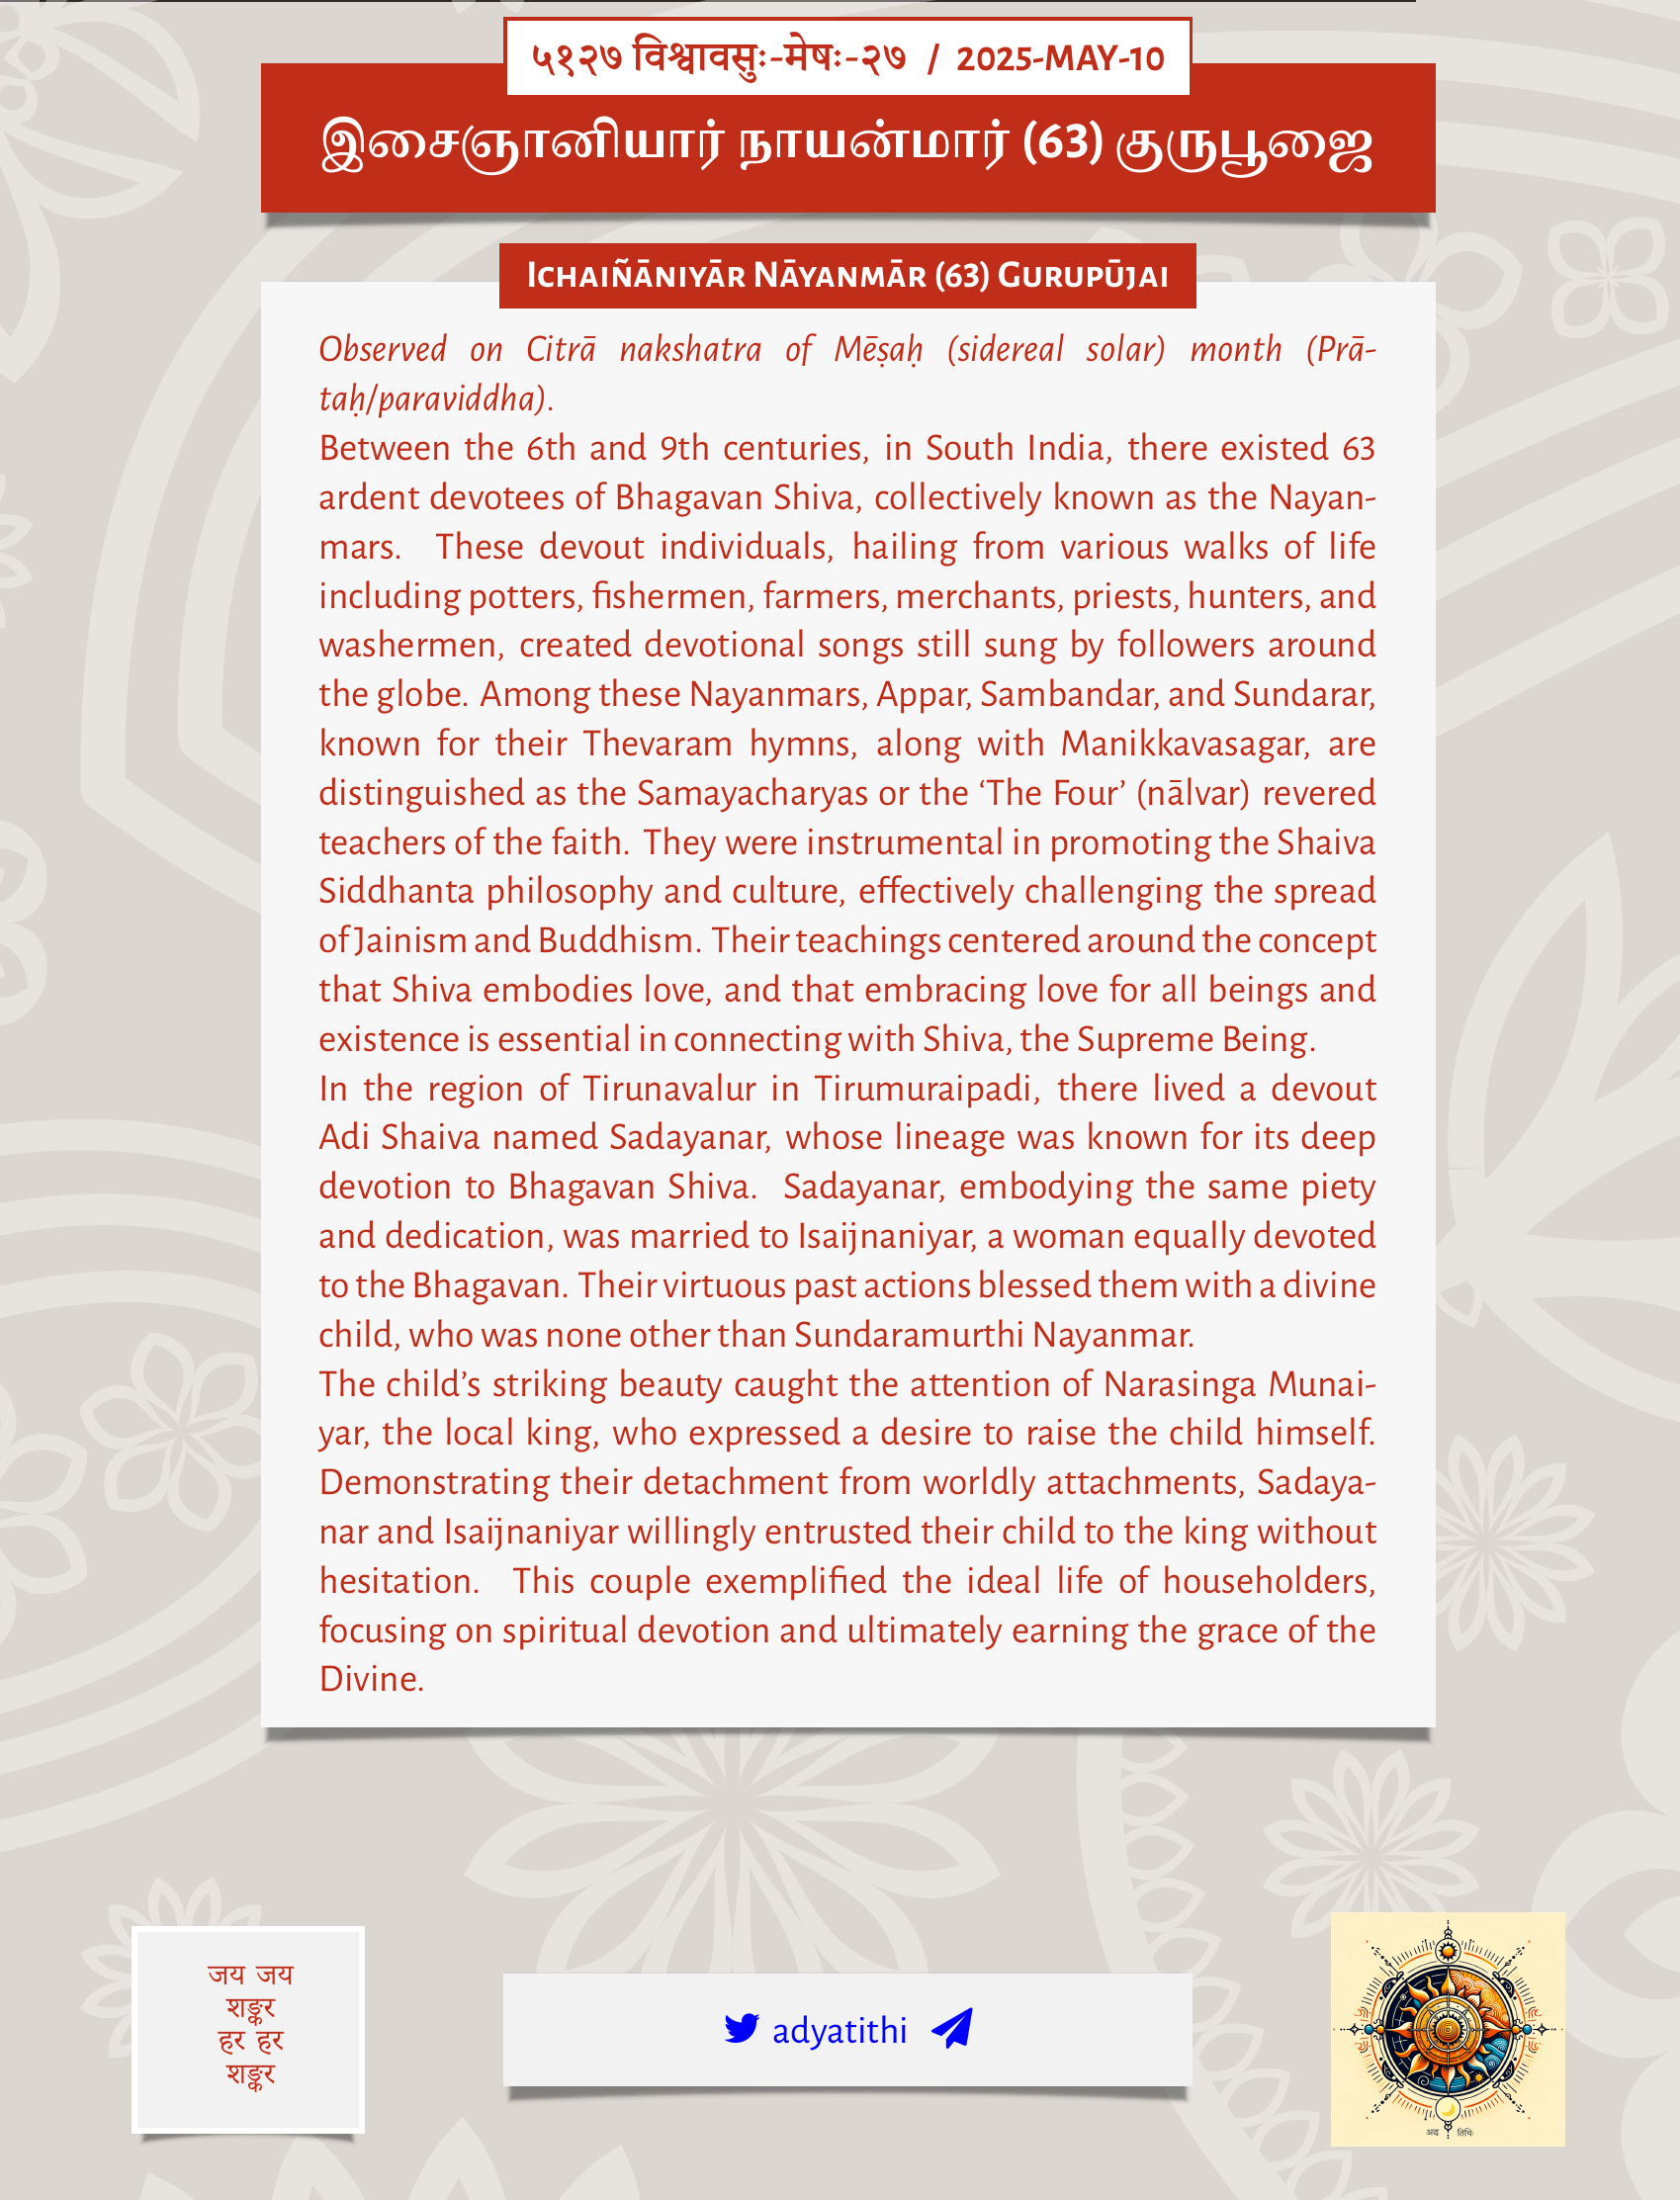 ५१२७ विश्वावसुः-मेषः-२७ / 2025-MAY-10
இசைஞானியார் நாயன்மார் (63) குருபூஜை
Ichaiñāniyār Nāyanmār (63) Gurupūjai
Observed on Citrā nakshatra of Mēṣaḥ (sidereal solar) month (Prā-
taḥ/paraviddha).
Between the 6th and 9th centuries, in South India, there existed 63
ardent devotees of Bhagavan Shiva, collectively known as the Nayan-
mars. These devout individuals, hailing from various walks of life
including potters, fishermen, farmers, merchants, priests, hunters, and
washermen, created devotional songs still sung by followers around
the globe. Among these Nayanmars, Appar, Sambandar, and Sundarar,
known for their Thevaram hymns, along with Manikkavasagar, are
distinguished as the Samayacharyas or the ‘The Four’ (nālvar) revered
teachers of the faith. They were instrumental in promoting the Shaiva
Siddhanta philosophy and culture, effectively challenging the spread
of Jainism and Buddhism. Their teachings centered around the concept
that Shiva embodies love, and that embracing love for all beings and
existence is essential in connecting with Shiva, the Supreme Being.
In the region of Tirunavalur in Tirumuraipadi, there lived a devout
Adi Shaiva named Sadayanar, whose lineage was known for its deep
devotion to Bhagavan Shiva. Sadayanar, embodying the same piety
and dedication, was married to Isaijnaniyar, a woman equally devoted
to the Bhagavan. Their virtuous past actions blessed them with a divine
child, who was none other than Sundaramurthi Nayanmar.
The child’s striking beauty caught the attention of Narasinga Munai-
yar, the local king, who expressed a desire to raise the child himself.
Demonstrating their detachment from worldly attachments, Sadaya-
nar and Isaijnaniyar willingly entrusted their child to the king without
hesitation. This couple exemplified the ideal life of householders,
focusing on spiritual devotion and ultimately earning the grace of the
Divine.
जय जय
शङ्कर
हर हर
शङ्कर
adyatithi
अद्य तिथिः